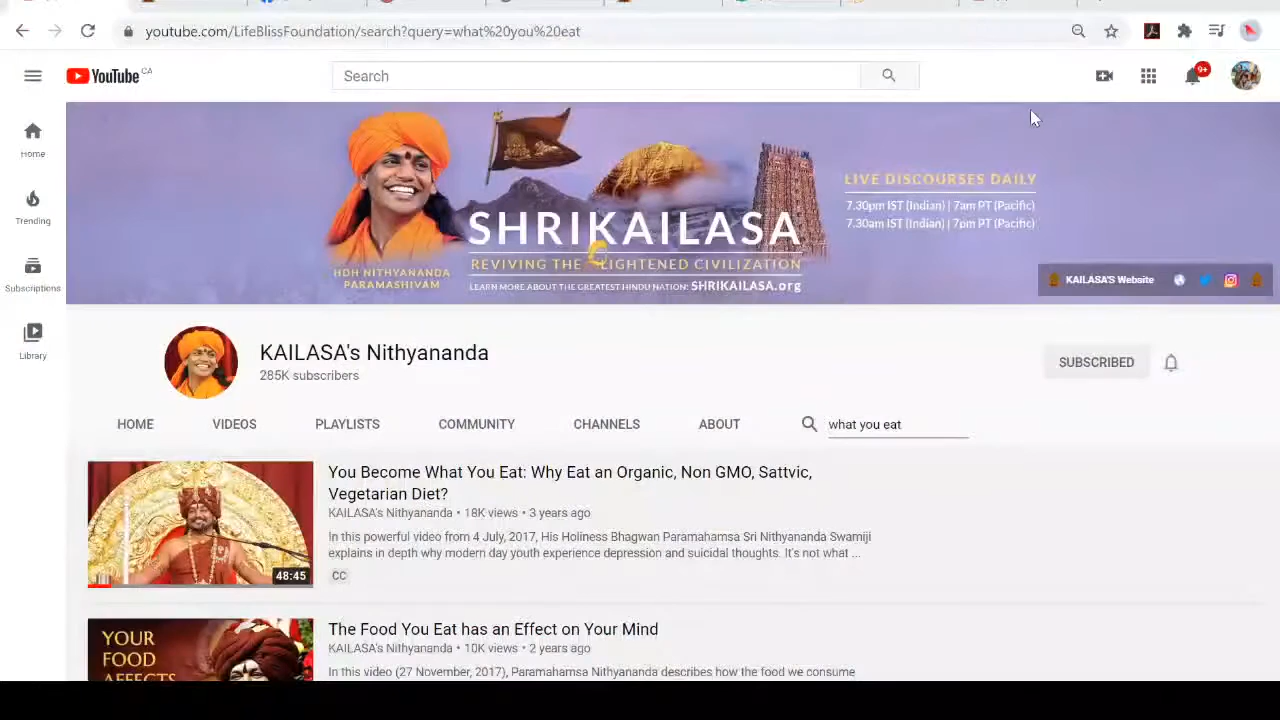 youtube.com/LifeBlissFoundation/search?query=what%20you%20eat
YouTube CA
Search
9+
Home
Trending
Subscriptions
Library
HDH NITHYANANDA
PARAMASHIVAM
SHRIKAILASA
REVIVING THE ENLIGHTENED CIVILIZATION
LEARN MORE ABOUT THE GREATEST HINDU NATION: SHRIKAILASA.org
LIVE DISCOURSES DAILY
7.30pm IST (Indian) | 7am PT (Pacific)
7.30am IST (Indian) | 7pm PT (Pacific)
KAILASA'S Website
KAILASA's Nithyananda
285K subscribers
SUBSCRIBED
HOME VIDEOS PLAYLISTS COMMUNITY CHANNELS ABOUT what you eat
You Become What You Eat: Why Eat an Organic, Non GMO, Sattvic,
Vegetarian Diet?
KAILASA's Nithyananda • 18K views • 3 years ago
In this powerful video from 4 July, 2017, His Holiness Bhagwan Paramahamsa Sri Nithyananda Swamiji
explains in depth why modern day youth experience depression and suicidal thoughts. It's not what ...
CC
48:45
YOUR
FOOD
AFFECTS
The Food You Eat has an Effect on Your Mind
KAILASA's Nithyananda • 10K views • 2 years ago
In this video (27 November, 2017), Paramahamsa Nithyananda describes how the food we consume